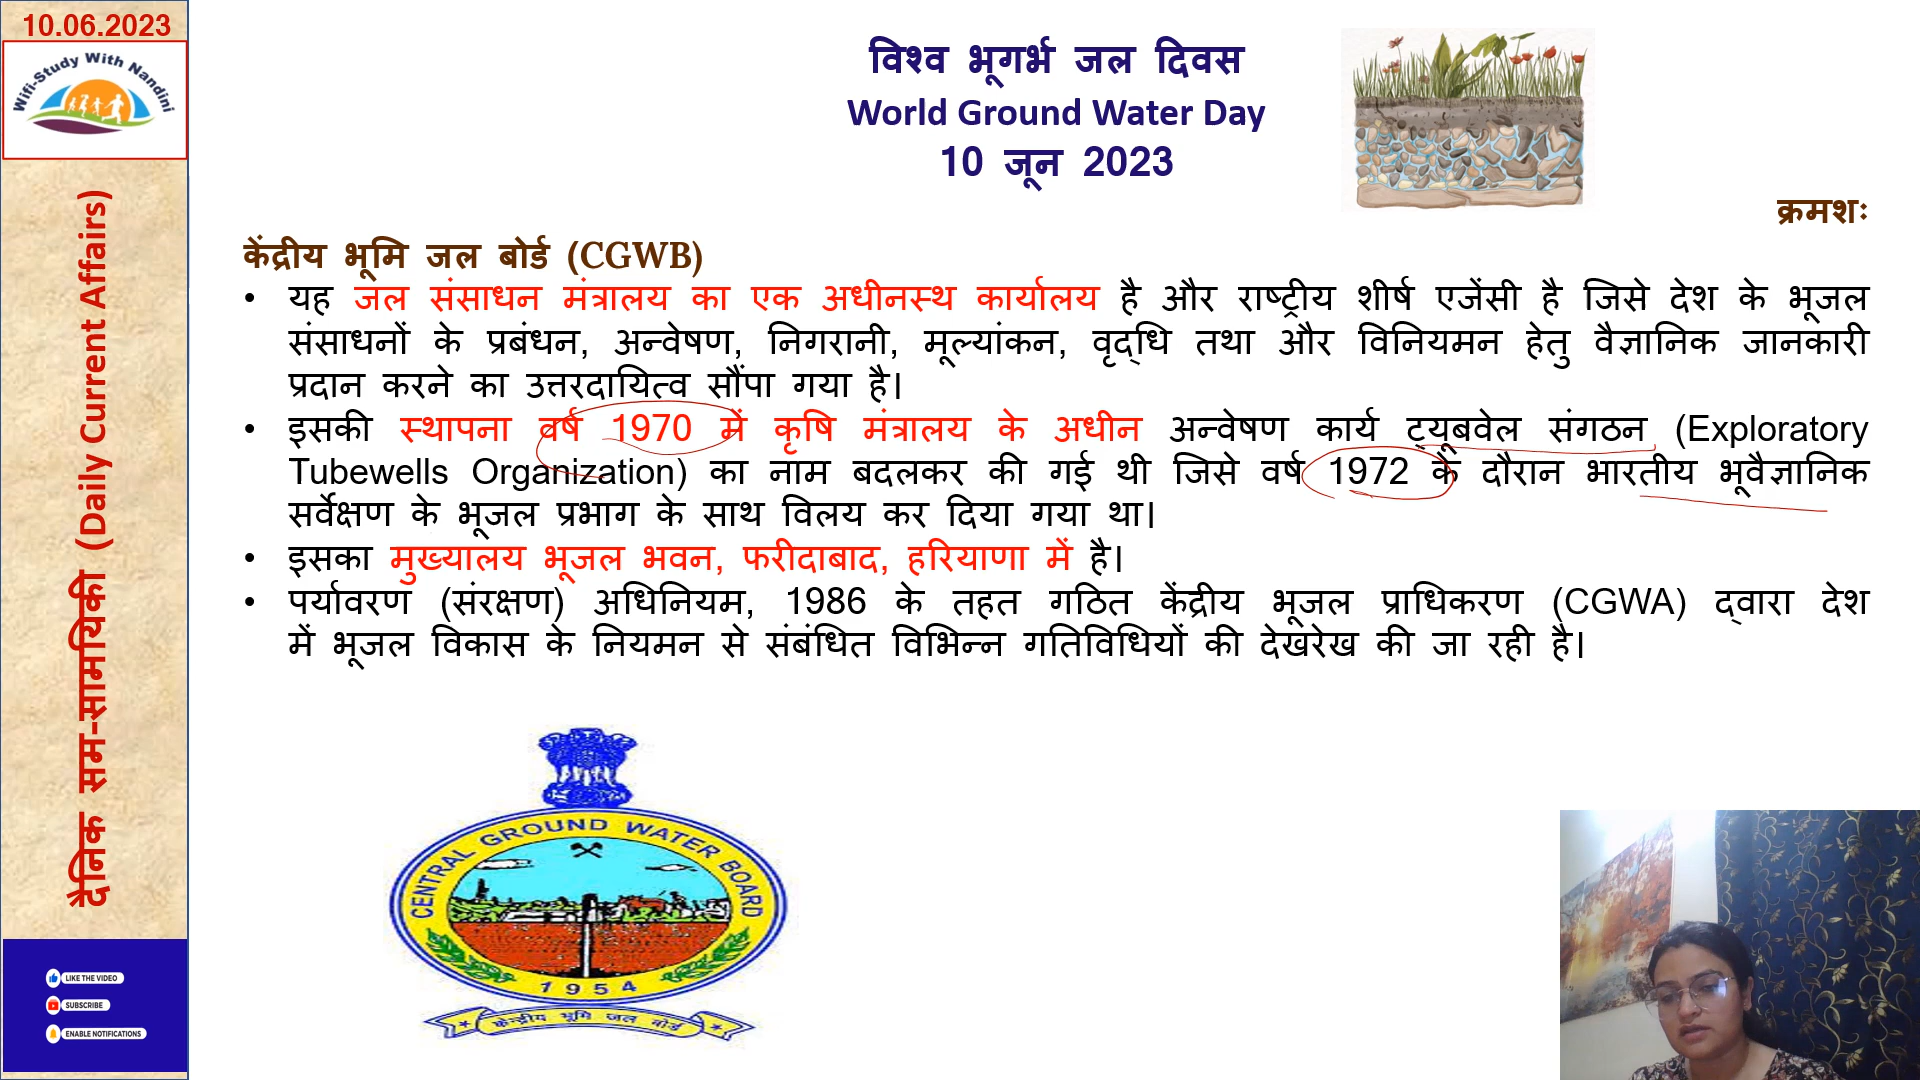 10.06.2023
Wifi-Study With Nandini
दैनिक सम-सामयिकी (Daily Current Affairs)
LIKE THE VIDEO
SUBSCRIBE
ENABLE NOTIFICATIONS
विश्व भूगर्भ जल दिवस
World Ground Water Day
10 जून 2023
क्रमशः
केंद्रीय भूमि जल बोर्ड (CGWB)
• यह जल संसाधन मंत्रालय का एक अधीनस्थ कार्यालय है और राष्ट्रीय शीर्ष एजेंसी है जिसे देश के भूजल
संसाधनों के प्रबंधन, अन्वेषण, निगरानी, मूल्यांकन, वृद्धि तथा और विनियमन हेतु वैज्ञानिक जानकारी
प्रदान करने का उत्तरदायित्व सौंपा गया है।
• इसकी स्थापना वर्ष 1970 में कृषि मंत्रालय के अधीन अन्वेषण कार्य ट्यूबवेल संगठन (Exploratory
Tubewells Organization) का नाम बदलकर की गई थी जिसे वर्ष 1972 के दौरान भारतीय भूवैज्ञानिक
सर्वेक्षण के भूजल प्रभाग के साथ विलय कर दिया गया था।
• इसका मुख्यालय भूजल भवन, फरीदाबाद, हरियाणा में है।
• पर्यावरण (संरक्षण) अधिनियम, 1986 के तहत गठित केंद्रीय भूजल प्राधिकरण (CGWA) द्वारा देश
में भूजल विकास के नियमन से संबंधित विभिन्न गतिविधियों की देखरेख की जा रही है।
CENTRAL GROUND WATER BOARD
1954
केन्द्रीय भूमि जल बोर्ड